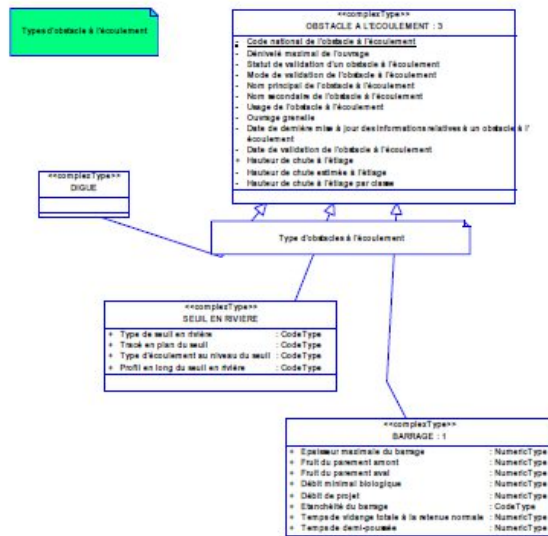 Types d'obstacle à l'écoulement
<<complexType>>
OBSTACLE A L'ECOULEMENT : 3
- Code national de l'obstacle à l'écoulement
- Dénivelé maximal de l'ouvrage
- Statut de validation d'un obstacle à l'écoulement
- Mode de validation de l'obstacle à l'écoulement
- Nom principal de l'obstacle à l'écoulement
- Nom secondaire de l'obstacle à l'écoulement
- Usage de l'obstacle à l'écoulement
- Ouvrage grenelle
- Date de dernière mise à jour des informations relatives à un obstacle à l'
écoulement
- Date de validation de l'obstacle à l'écoulement
+ Hauteur de chute à l'étiage
- Hauteur de chute estimée à l'étiage
- Hauteur de chute à l'étiage par classe
<<complexType>>
DIGUE
Type d'obstacles à l'écoulement
<<complexType>>
SEUIL EN RIVIERE
+ Type de seuil en rivière : CodeType
+ Tracé en plan du seuil : CodeType
+ Type d'écoulement au niveau du seuil : CodeType
+ Profil en long du seuil en rivière : CodeType
<<complexType>>
BARRAGE : 1
+ Epaisseur maximale du barrage : NumericType
+ Fruit du parement amont : NumericType
+ Fruit du parement aval : NumericType
+ Débit minimal biologique : NumericType
+ Débit de projet : NumericType
+ Etanchéité du barrage : CodeType
+ Temps de vidange totale à la retenue normale : NumericType
+ Temps de demi-poussée : NumericType